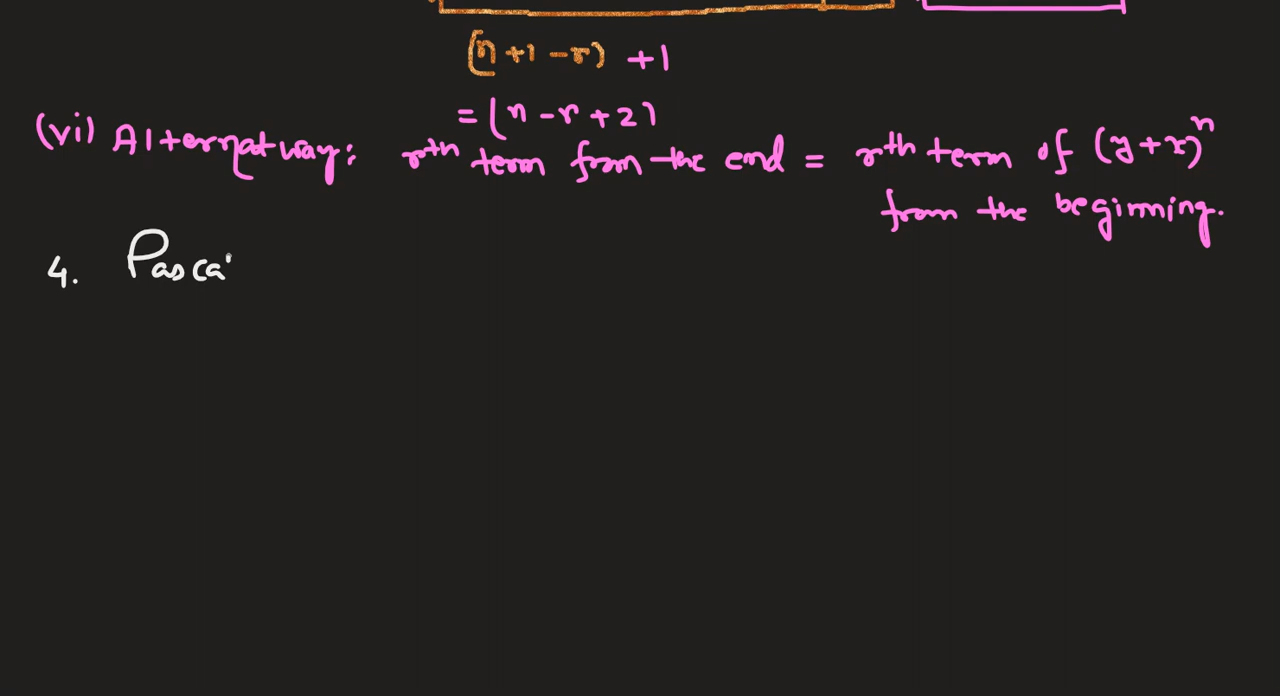 (n+1-r) +1
= (n-r+2)
(vi) Alternat way: rth term from the end = rth term of (y+x)^n
from the beginning.
4. Pasca